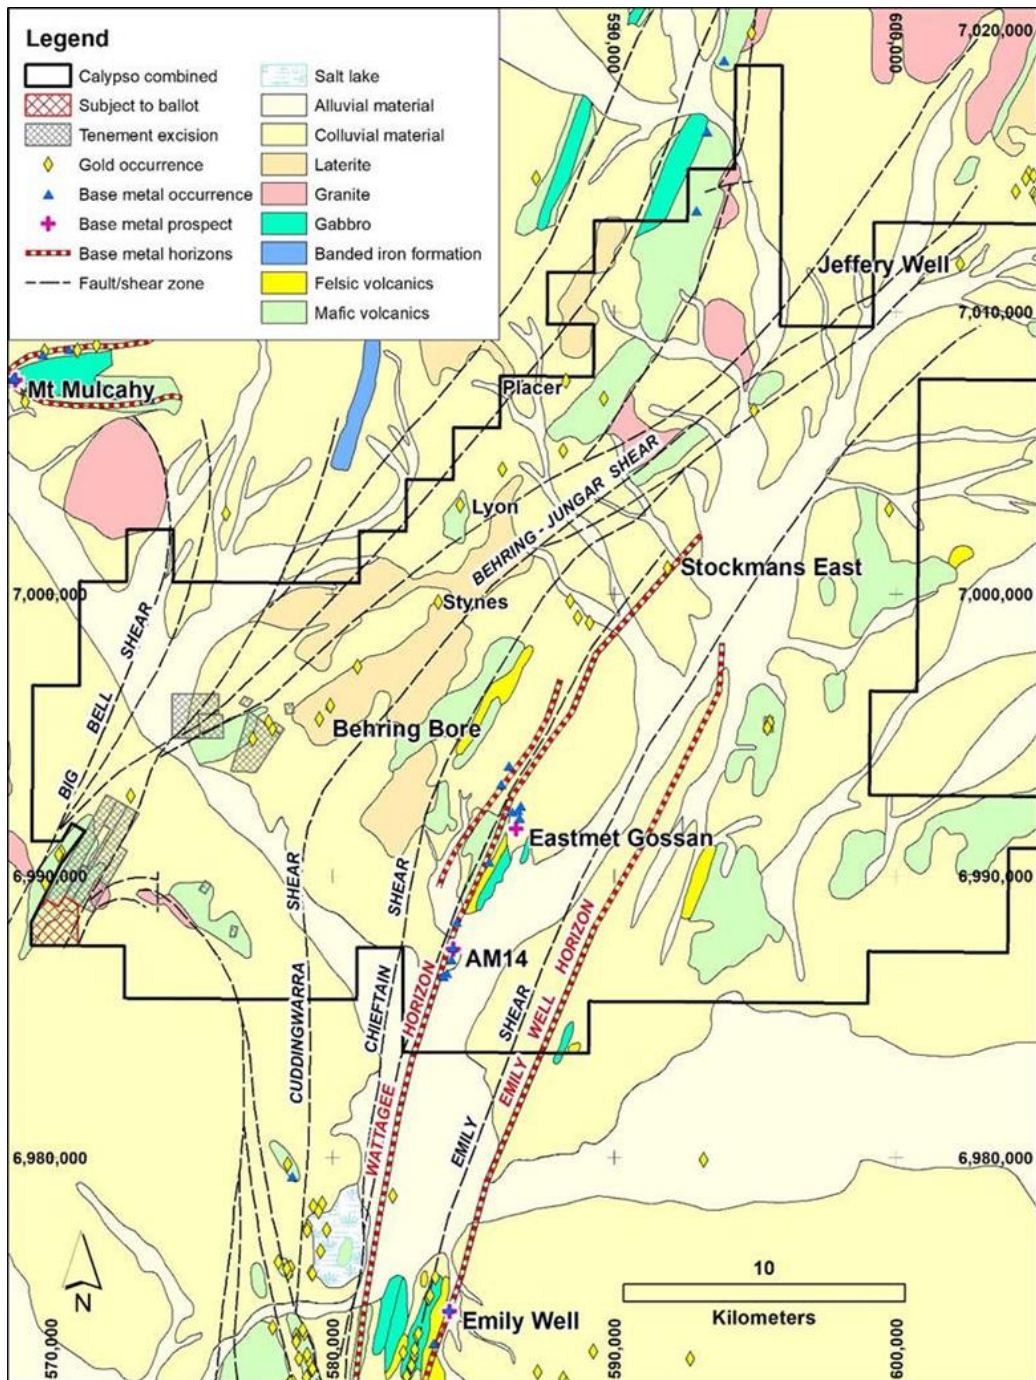 Legend
Calypso combined
Subject to ballot
Tenement excision
Gold occurrence
Base metal occurrence
Base metal prospect
Base metal horizons
Fault/shear zone
Salt lake
Alluvial material
Colluvial material
Laterite
Granite
Gabbro
Banded iron formation
Felsic volcanics
Mafic volcanics
590,000
600,000
7,020,000
Jeffery Well
7,010,000
Mt Mulcahy
Placer
BEHRING - JUNGAR SHEAR
Lyon
Stockmans East
7,000,000
7,000,000
Stynes
BIG BELL SHEAR
Behring Bore
Eastmet Gossan
6,990,000
6,990,000
CUDDINGWARRA SHEAR
CHIEFTAIN SHEAR
AM14
WATTAGEE HORIZON
EMILY SHEAR
EMILY WELL HORIZON
6,980,000
6,980,000
10
Kilometers
N
Emily Well
570,000
580,000
590,000
600,000